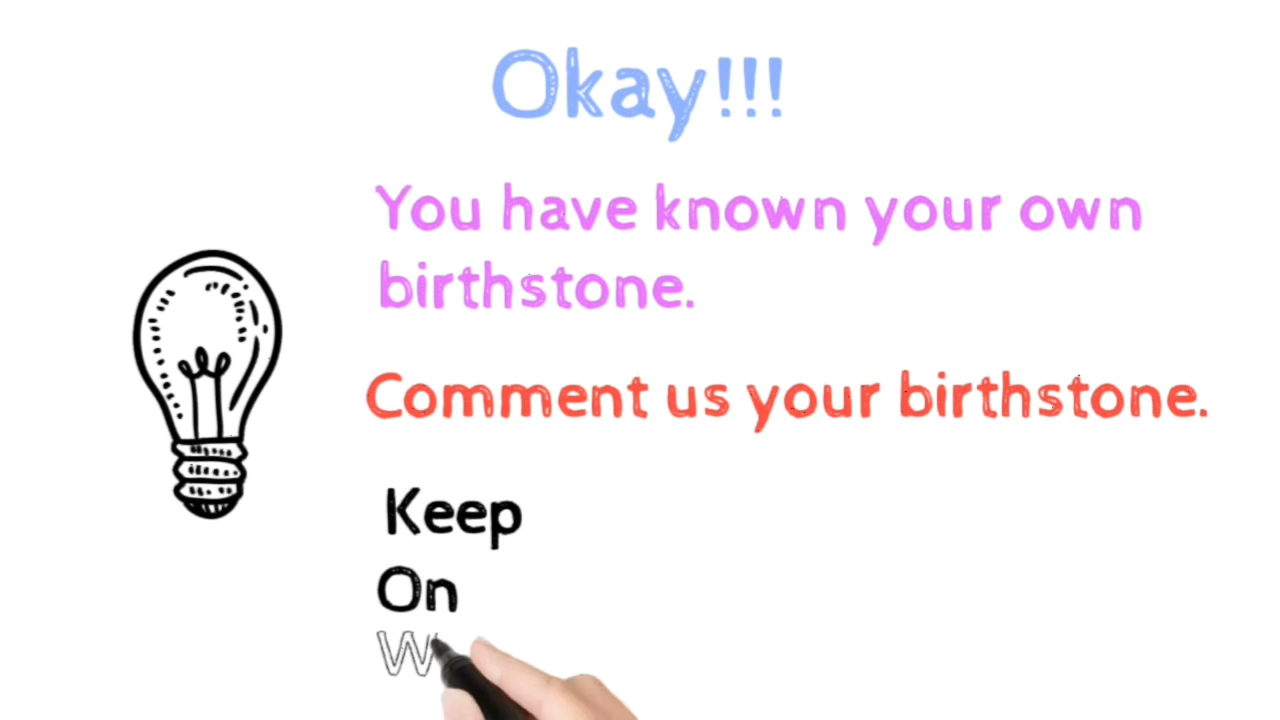 Okay!!!
You have known your own
birthstone.
Comment us your birthstone.
Keep
On
W